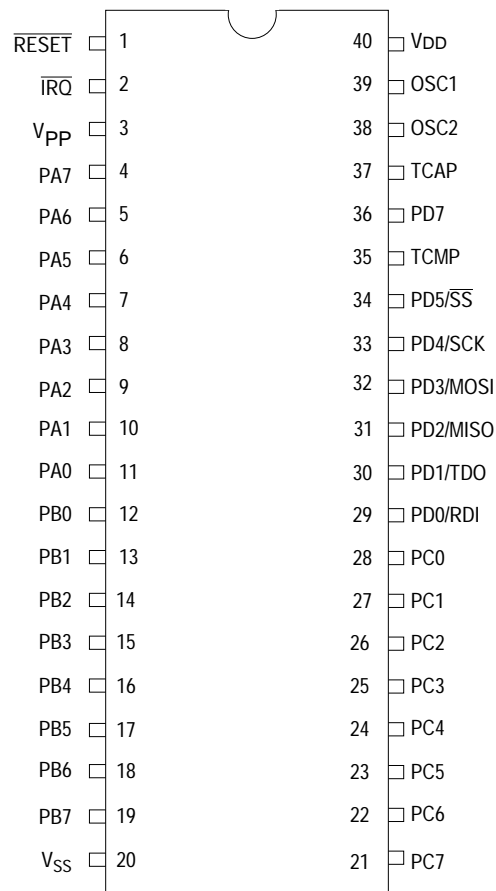 RESET 1 40 VDD
IRQ 2 39 OSC1
VPP 3 38 OSC2
PA7 4 37 TCAP
PA6 5 36 PD7
PA5 6 35 TCMP
PA4 7 34 PD5/SS
PA3 8 33 PD4/SCK
PA2 9 32 PD3/MOSI
PA1 10 31 PD2/MISO
PA0 11 30 PD1/TDO
PB0 12 29 PD0/RDI
PB1 13 28 PC0
PB2 14 27 PC1
PB3 15 26 PC2
PB4 16 25 PC3
PB5 17 24 PC4
PB6 18 23 PC5
PB7 19 22 PC6
VSS 20 21 PC7